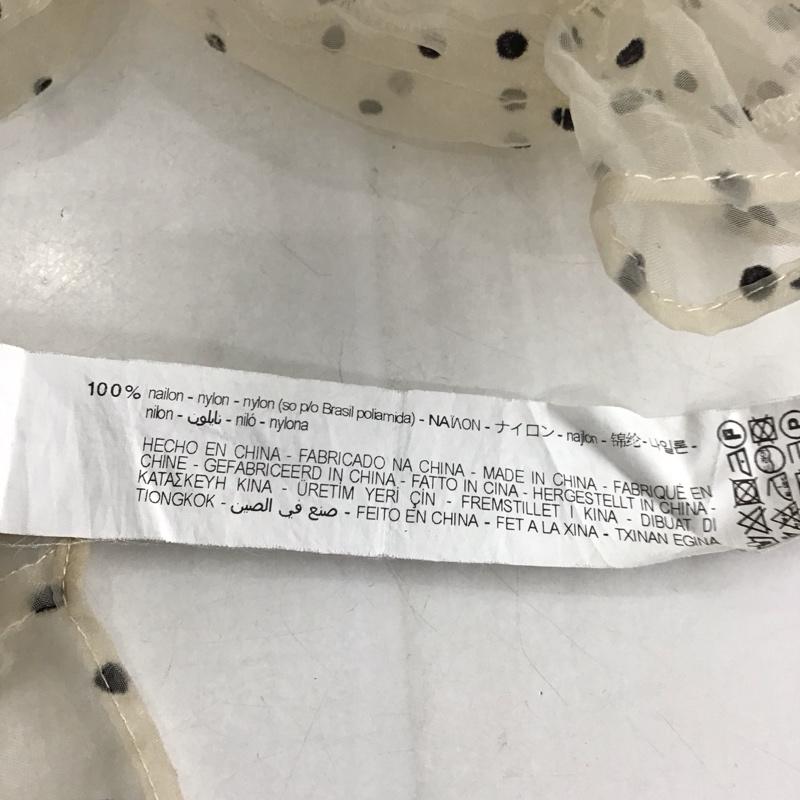 100% nailon - nylon - nylon (so p/o Brasil poliamida) - ΝΑΪΛΟΝ - ナイロン - najlon - 锦纶 - 나일론 -
nilon - نايلون - niló - nylona
HECHO EN CHINA - FABRICADO NA CHINA - MADE IN CHINA - FABRIQUÉ EN
CHINE - GEFABRICEERD IN CHINA - FATTO IN CINA - HERGESTELLT IN CHINA -
ΚΑΤΑΣΚΕΥΗ ΚΙΝΑ - ÜRETİM YERİ ÇİN - FREMSTILLET I KINA - DIBUAT DI
TIONGKOK - صنع في الصين - FEITO EN CHINA - FET A LA XINA - TXINAN EGINA
P
P